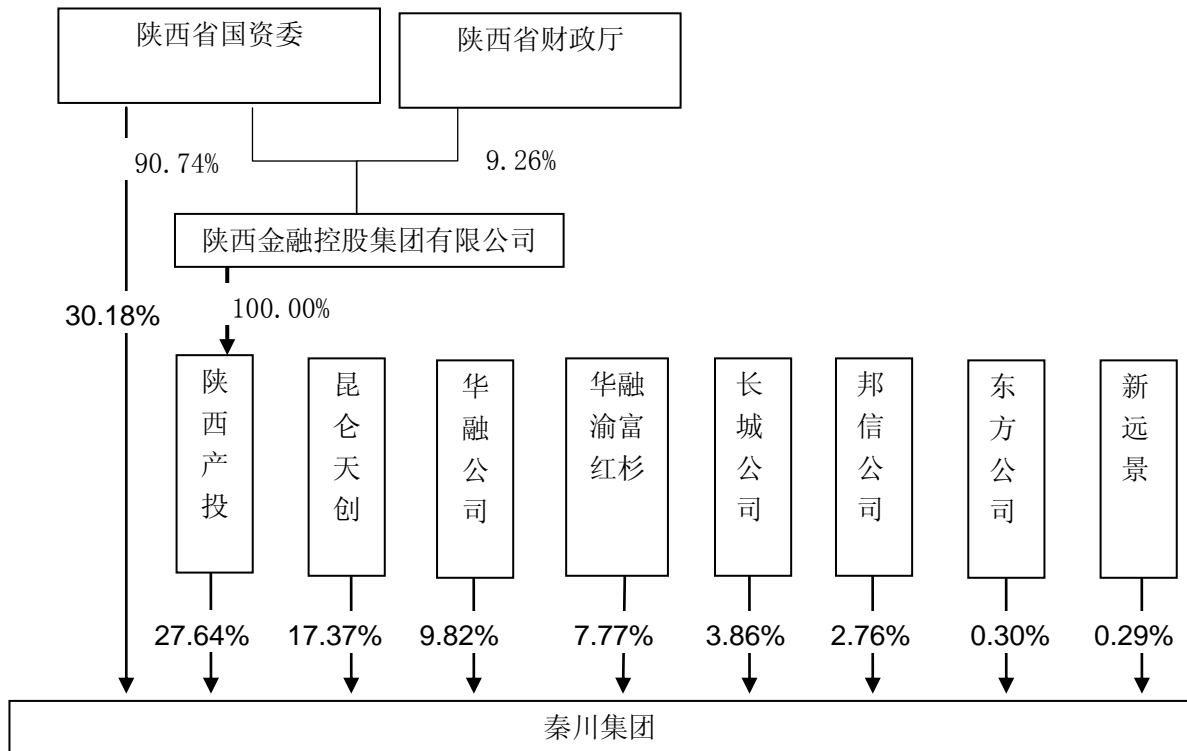 陕西省国资委
陕西省财政厅
90.74%
9.26%
陕西金融控股集团有限公司
30.18%
100.00%
陕西产投
昆仑天创
华融公司
华融
渝富
红杉
长城公司
邦信公司
东方公司
新远景
27.64%
17.37%
9.82%
7.77%
3.86%
2.76%
0.30%
0.29%
秦川集团